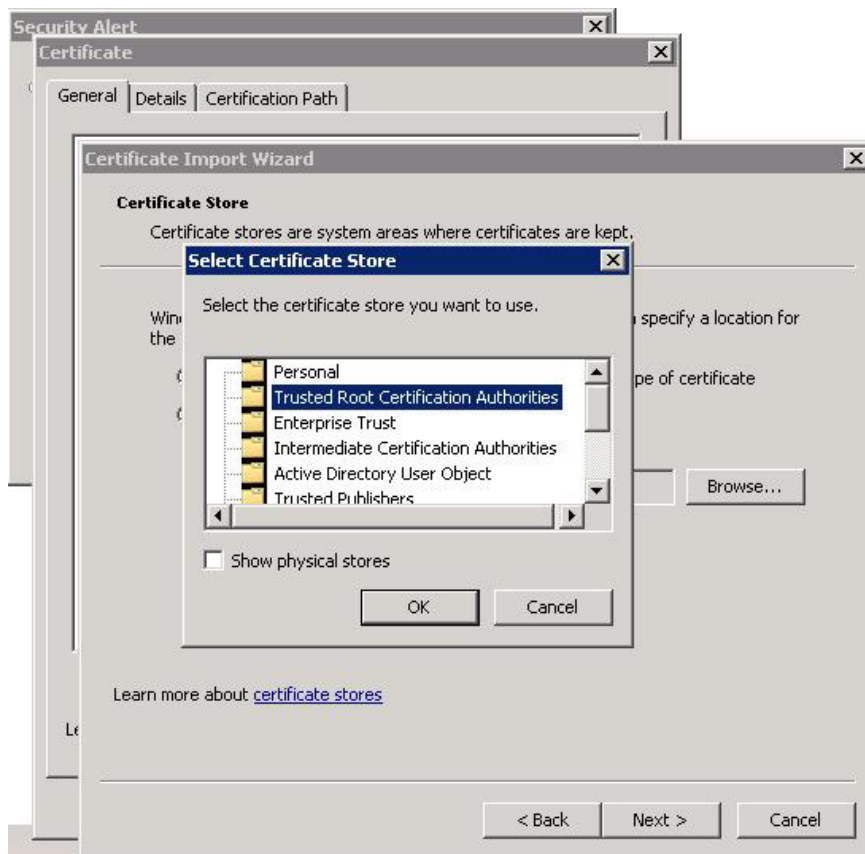 Security Alert
Certificate
General Details Certification Path
Certificate Import Wizard
Certificate Store
Certificate stores are system areas where certificates are kept.
Select Certificate Store
Select the certificate store you want to use.
specify a location for
the
Personal
pe of certificate
Trusted Root Certification Authorities
Enterprise Trust
Intermediate Certification Authorities
Active Directory User Object
Trusted Publishers
Browse...
Show physical stores
OK Cancel
Learn more about certificate stores
< Back Next > Cancel